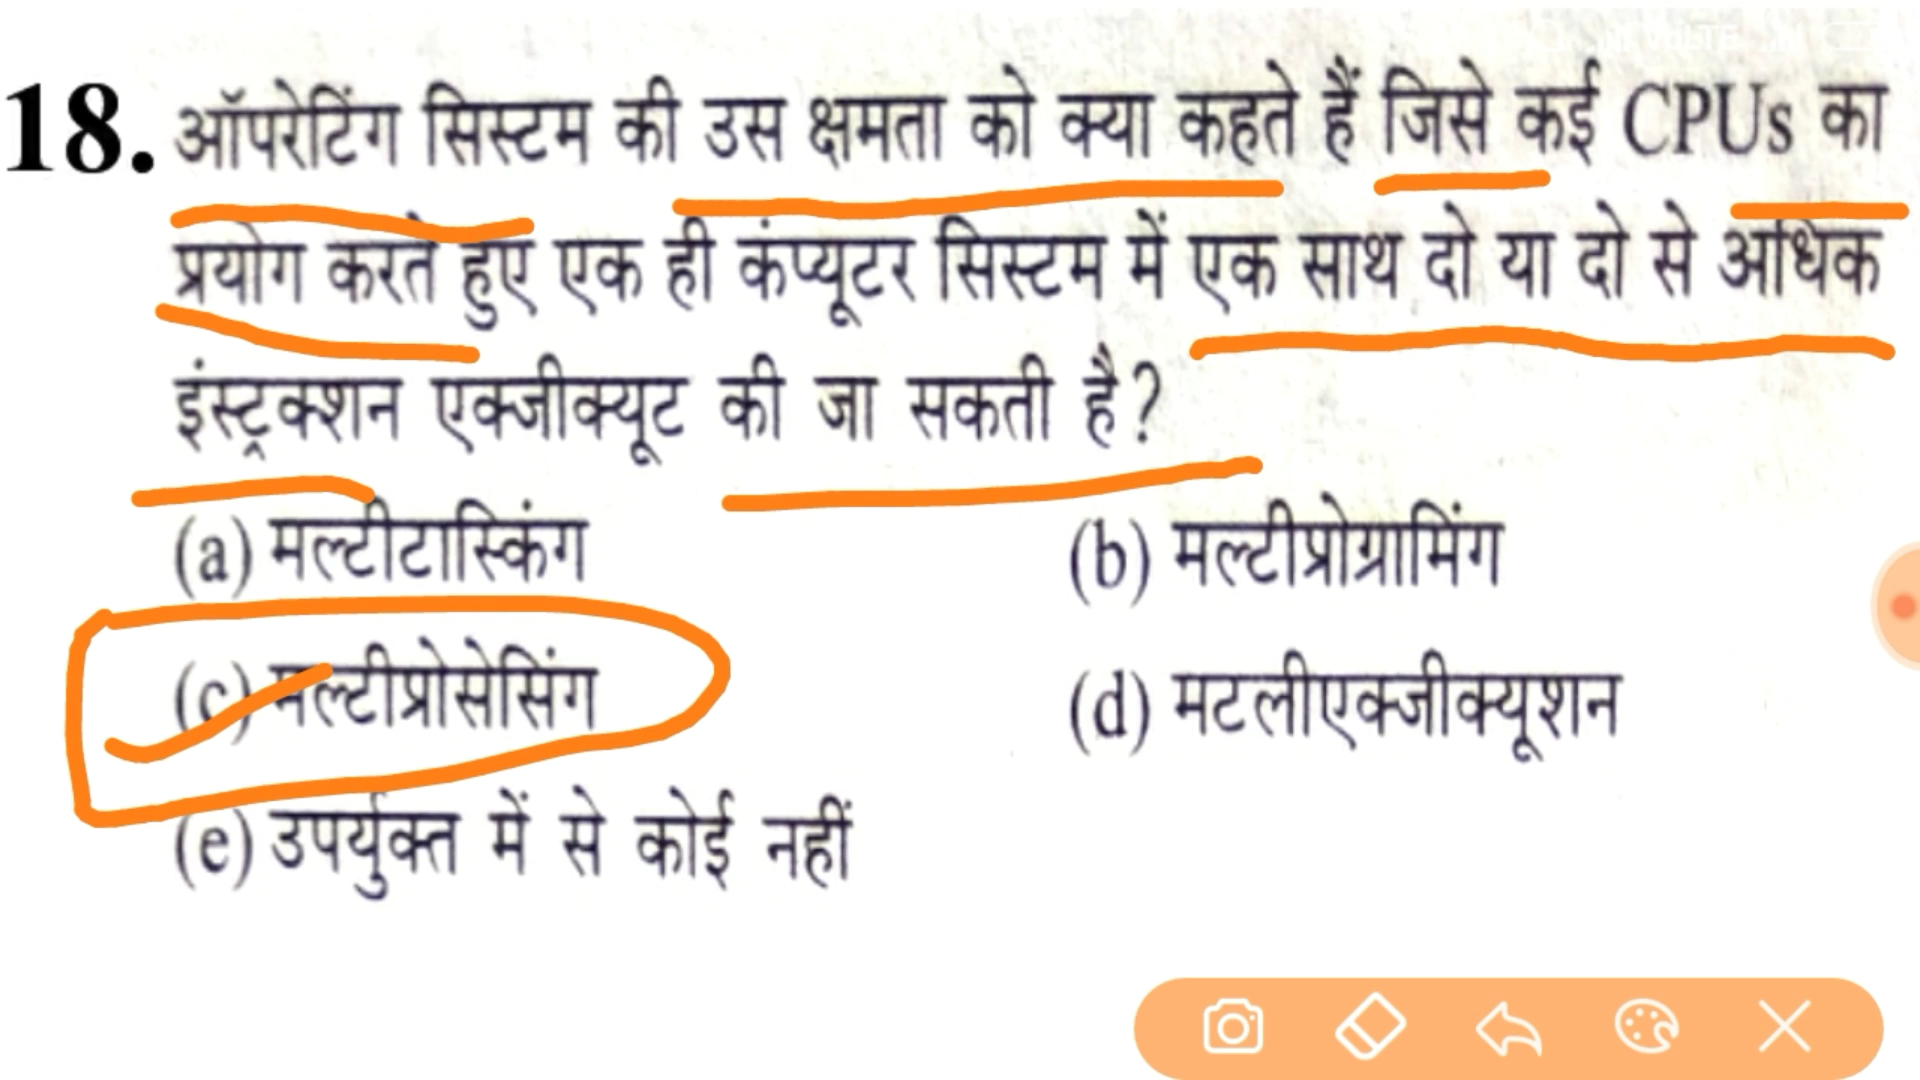 18. ऑपरेटिंग सिस्टम की उस क्षमता को क्या कहते हैं जिसे कई CPUs का
प्रयोग करते हुए एक ही कंप्यूटर सिस्टम में एक साथ दो या दो से अधिक
इंस्ट्रक्शन एक्जीक्यूट की जा सकती है?
(a) मल्टीटास्किंग (b) मल्टीप्रोग्रामिंग
(c) मल्टीप्रोसेसिंग (d) मटलीएक्जीक्यूशन
(e) उपर्युक्त में से कोई नहीं